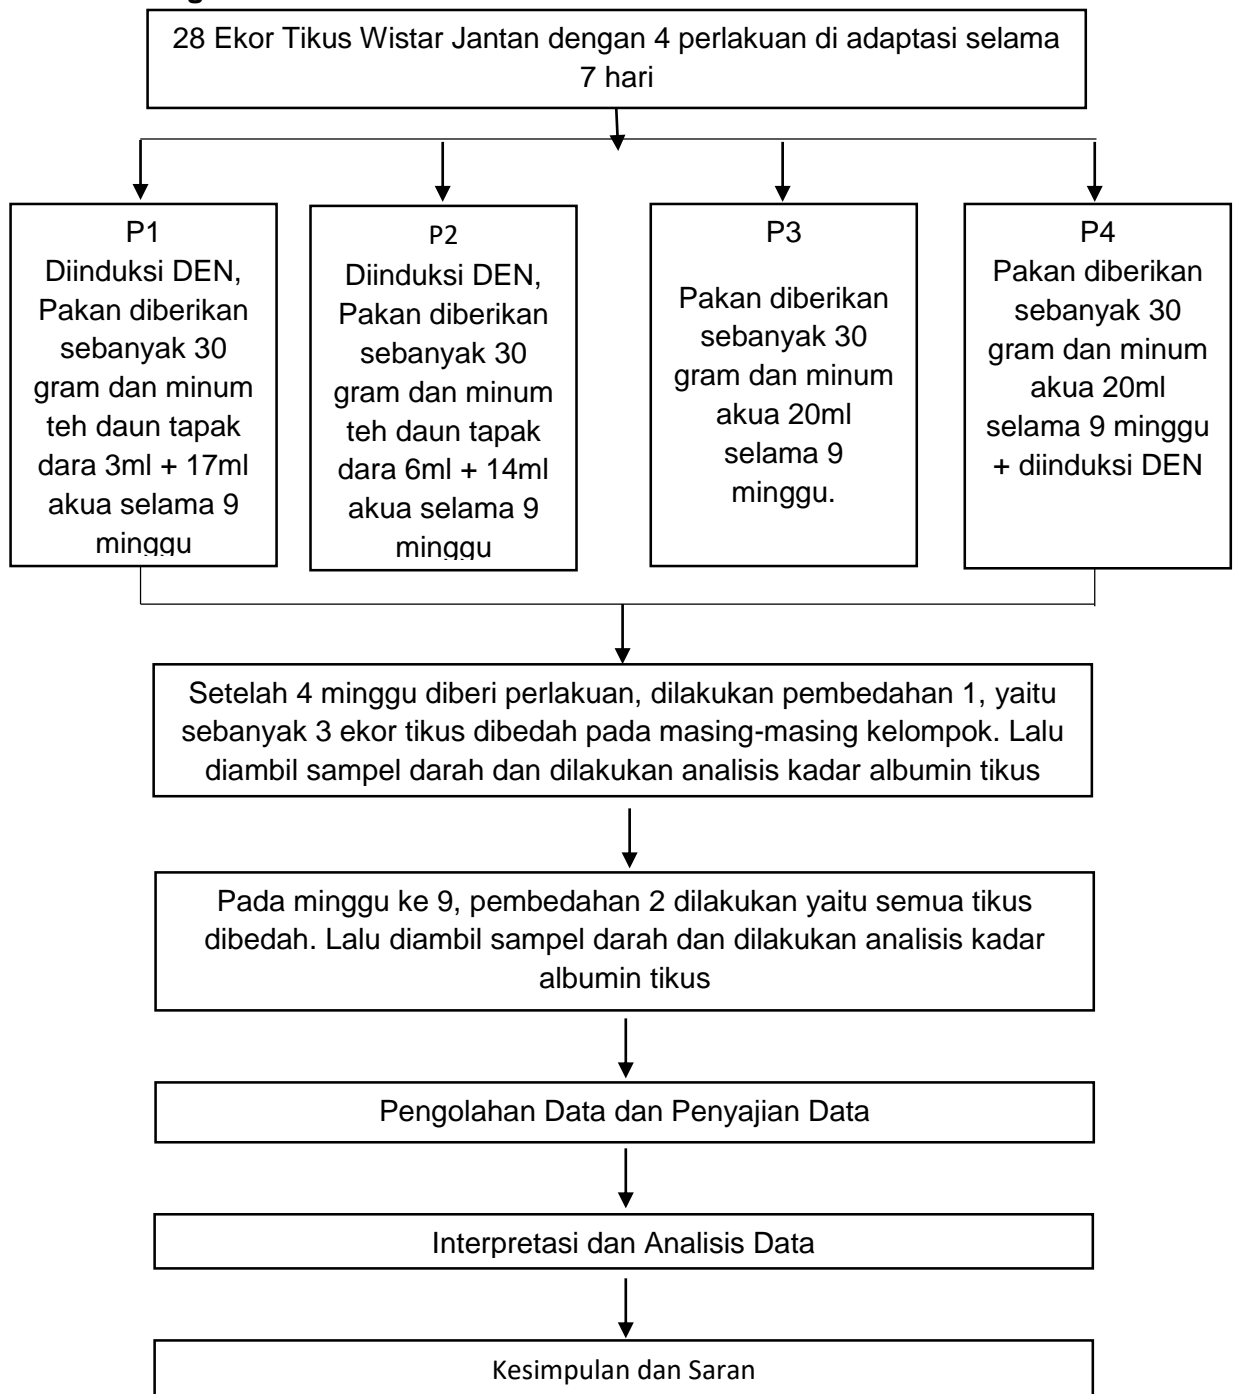 28 Ekor Tikus Wistar Jantan dengan 4 perlakuan di adaptasi selama
7 hari
P1
Diinduksi DEN,
Pakan diberikan
sebanyak 30
gram dan minum
teh daun tapak
dara 3ml + 17ml
akua selama 9
minggu
P2
Diinduksi DEN,
Pakan diberikan
sebanyak 30
gram dan minum
teh daun tapak
dara 6ml + 14ml
akua selama 9
minggu
P3
Pakan diberikan
sebanyak 30
gram dan minum
akua 20ml
selama 9
minggu.
P4
Pakan diberikan
sebanyak 30
gram dan minum
akua 20ml
selama 9 minggu
+ diinduksi DEN
Setelah 4 minggu diberi perlakuan, dilakukan pembedahan 1, yaitu
sebanyak 3 ekor tikus dibedah pada masing-masing kelompok. Lalu
diambil sampel darah dan dilakukan analisis kadar albumin tikus
Pada minggu ke 9, pembedahan 2 dilakukan yaitu semua tikus
dibedah. Lalu diambil sampel darah dan dilakukan analisis kadar
albumin tikus
Pengolahan Data dan Penyajian Data
Interpretasi dan Analisis Data
Kesimpulan dan Saran